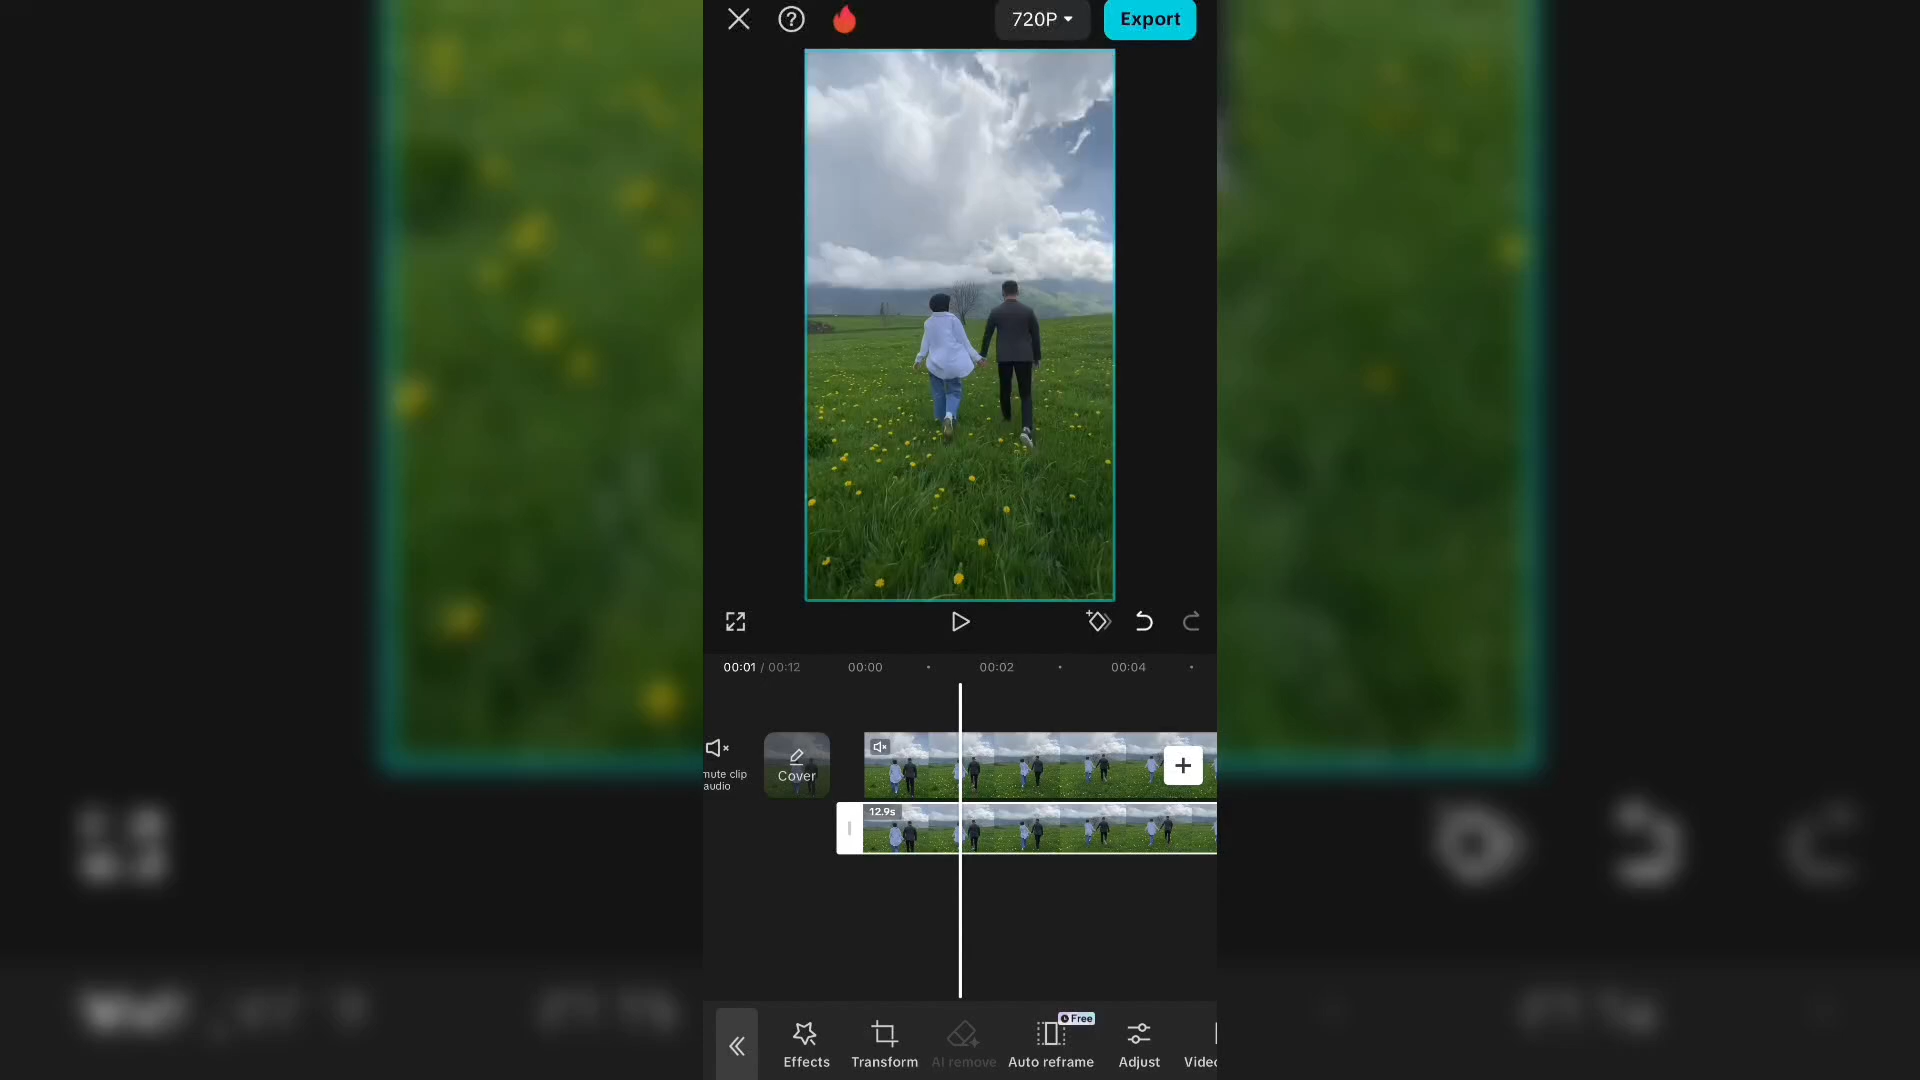 720P
Export
00:01 / 00:12
00:00
00:02
00:04
mute clip
audio
Cover
12.9s
Free
Effects
Transform
AI remove
Auto reframe
Adjust